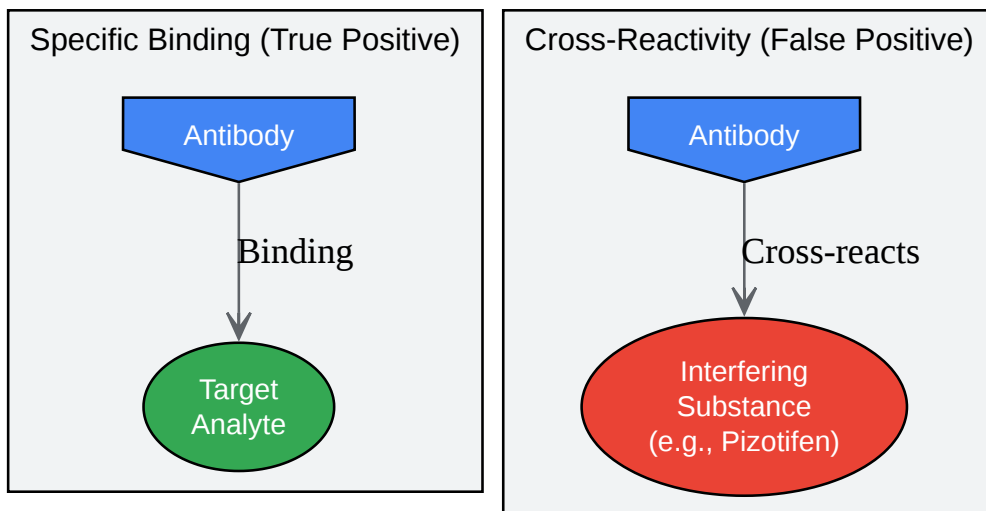 Specific Binding (True Positive)
Antibody
Binding
Target
Analyte
Cross-Reactivity (False Positive)
Antibody
Cross-reacts
Interfering
Substance
(e.g., Pizotifen)